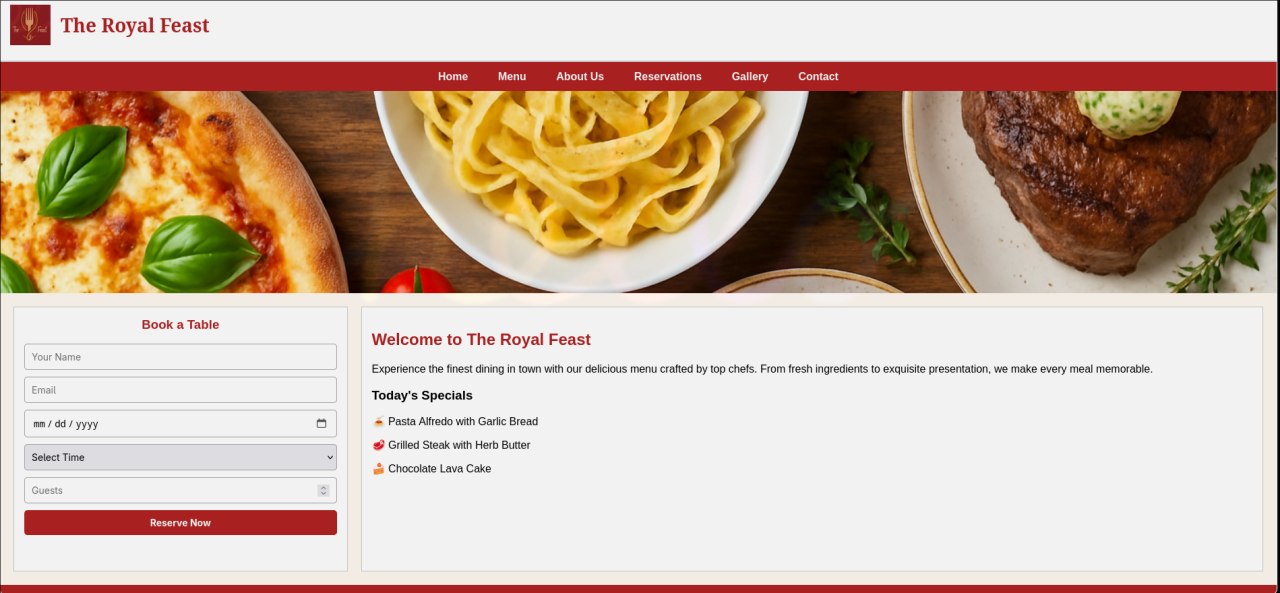 The Royal Feast
Home Menu About Us Reservations Gallery Contact
Book a Table
Your Name
Email
mm / dd / yyyy
Select Time
Guests
Reserve Now
Welcome to The Royal Feast
Experience the finest dining in town with our delicious menu crafted by top chefs. From fresh ingredients to exquisite presentation, we make every meal memorable.
Today's Specials
🍝 Pasta Alfredo with Garlic Bread
🥩 Grilled Steak with Herb Butter
🍰 Chocolate Lava Cake